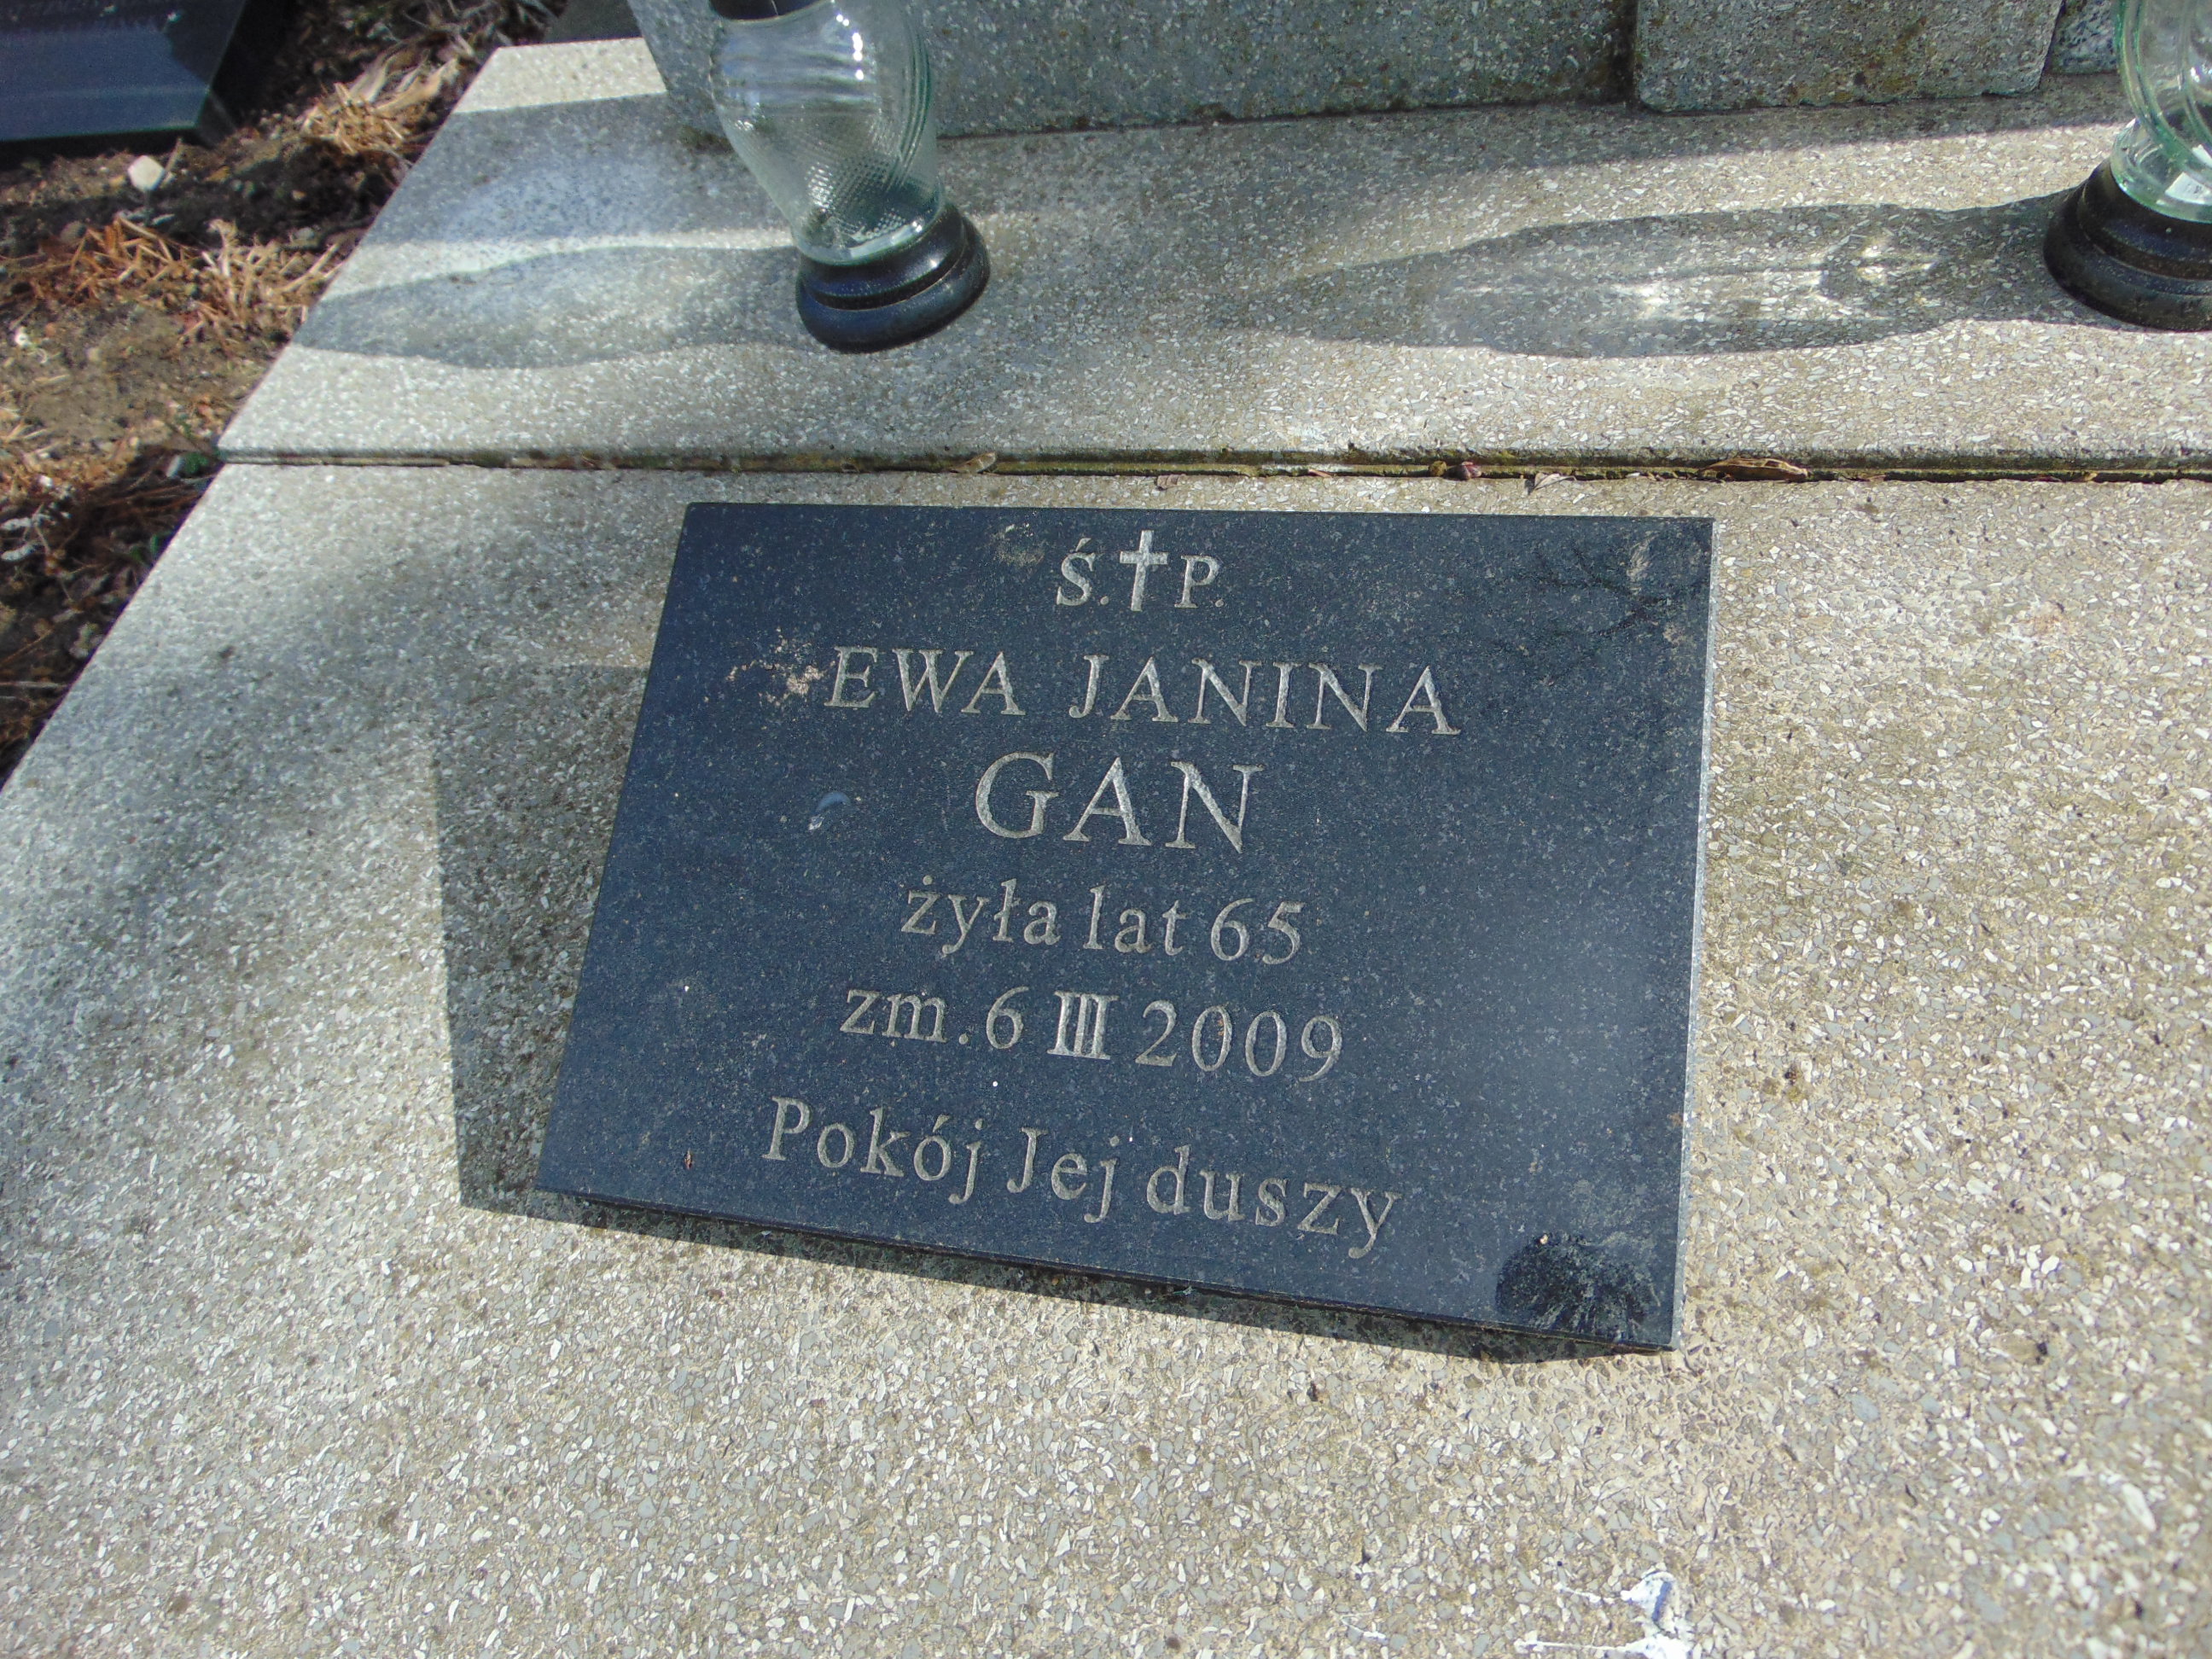 Ś.✝P.
EWA JANINA
GAN
żyła lat 65
zm. 6 III 2009
Pokój Jej duszy